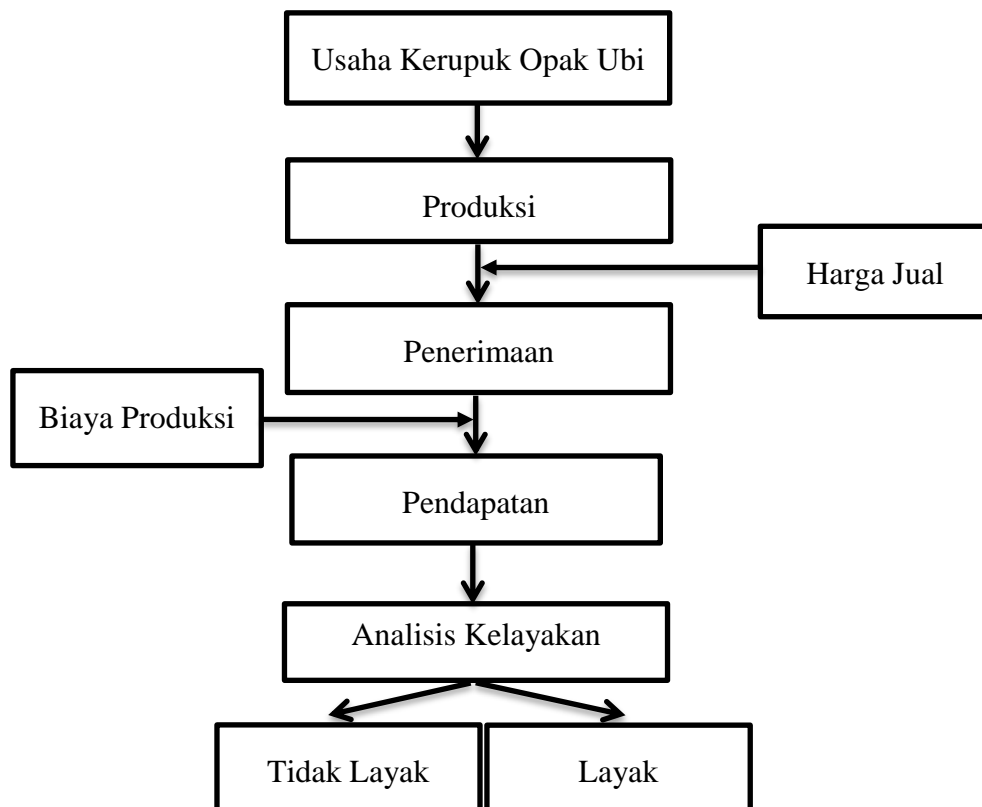 Usaha Kerupuk Opak Ubi
Produksi
Harga Jual
Penerimaan
Biaya Produksi
Pendapatan
Analisis Kelayakan
Tidak Layak
Layak